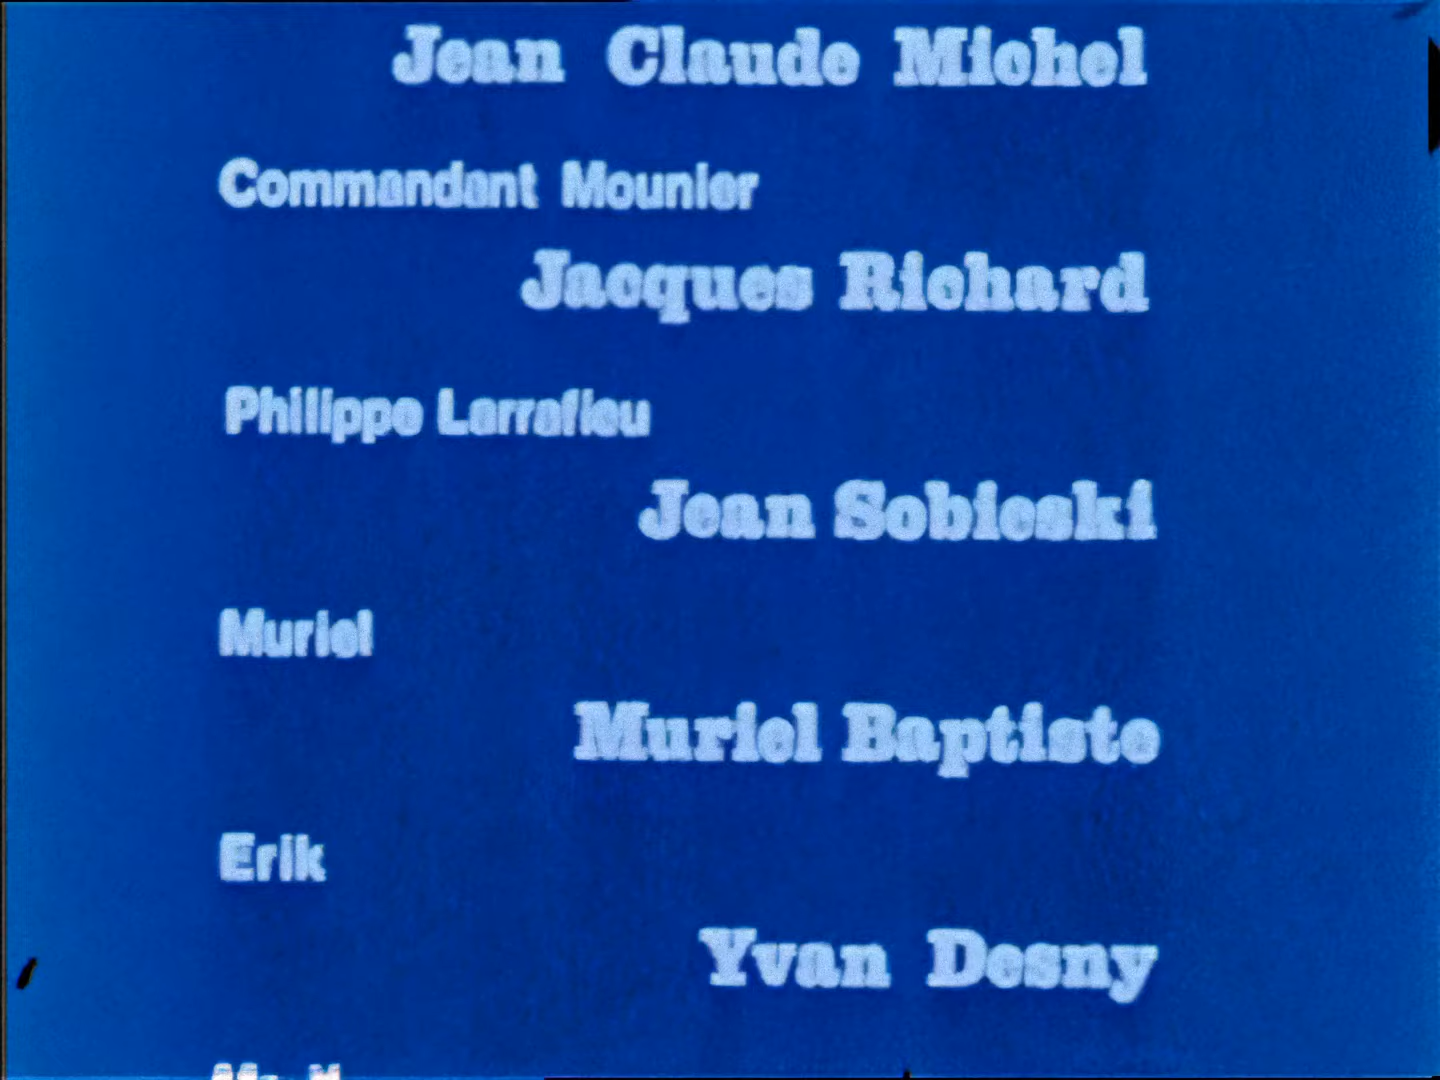 Jean Claude Michel
Commandant Mounier
Jacques Richard
Philippe Larrafieu
Jean Sobieski
Muriel
Muriel Baptiste
Erik
Yvan Desny